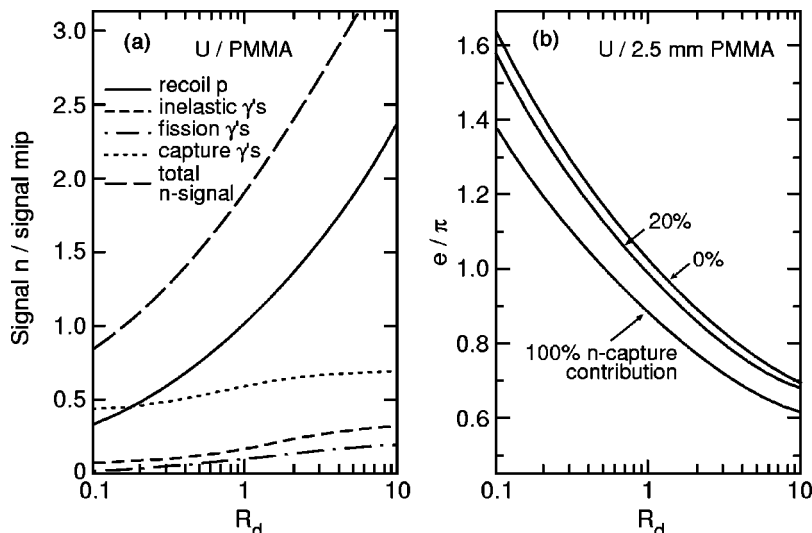 (a) U / PMMA
recoil p
inelastic γ's
fission γ's
capture γ's
total
n-signal
Signal n / signal mip
3.0
2.5
2.0
1.5
1.0
0.5
0
0.1 1 10
R_d
(b) U / 2.5 mm PMMA
e / π
1.6
1.4
1.2
1.0
0.8
0.6
20%
0%
100% n-capture
contribution
0.1 1 10
R_d